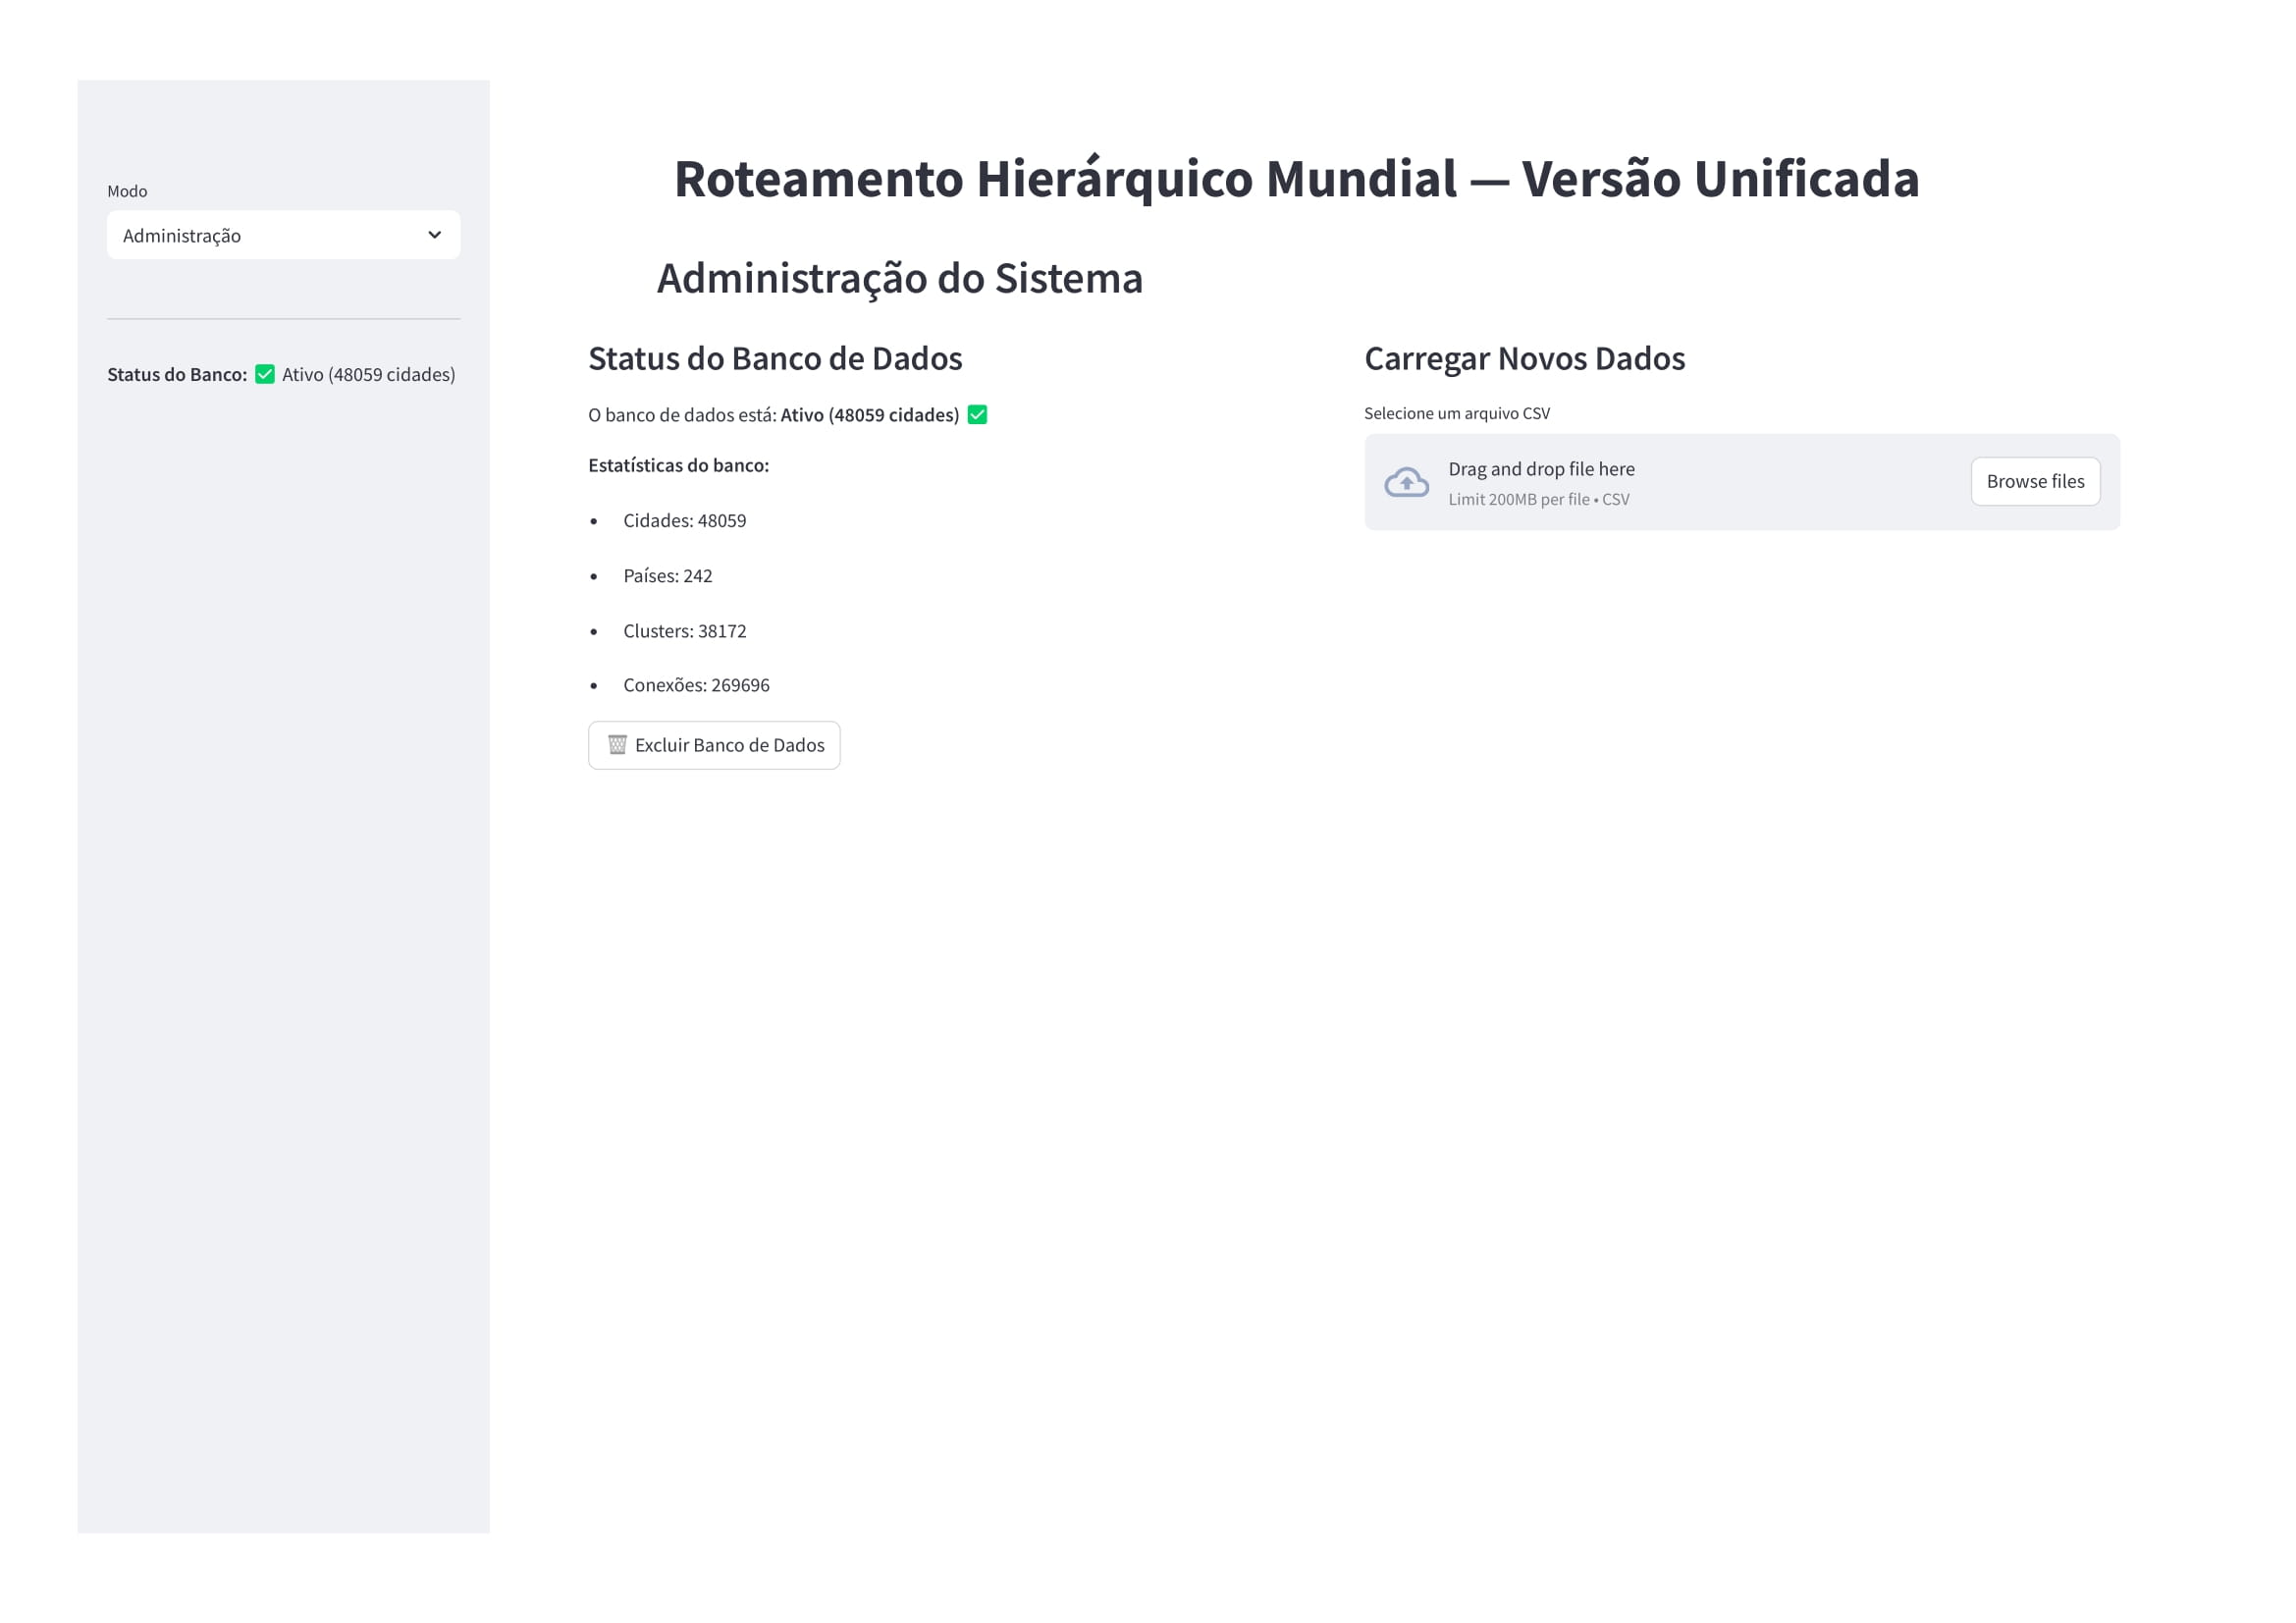 Modo
Administração
Status do Banco: ✅ Ativo (48059 cidades)
Roteamento Hierárquico Mundial — Versão Unificada
Administração do Sistema
Status do Banco de Dados
O banco de dados está: Ativo (48059 cidades) ✅
Estatísticas do banco:
• Cidades: 48059
• Países: 242
• Clusters: 38172
• Conexões: 269696
🗑️ Excluir Banco de Dados
Carregar Novos Dados
Selecione um arquivo CSV
Drag and drop file here
Limit 200MB per file • CSV
Browse files